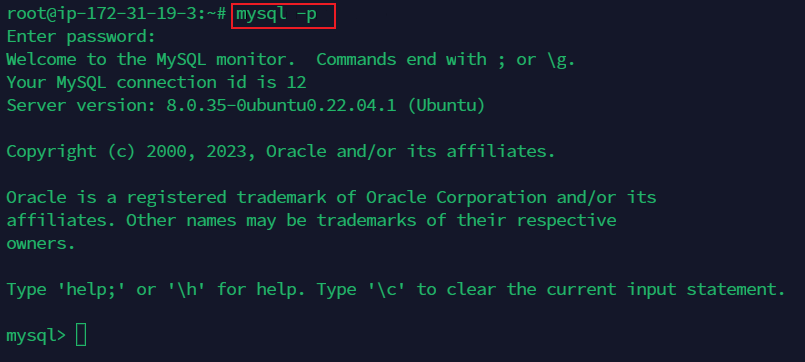 root@ip-172-31-19-3:~# mysql -p
Enter password:
Welcome to the MySQL monitor.  Commands end with ; or \g.
Your MySQL connection id is 12
Server version: 8.0.35-0ubuntu0.22.04.1 (Ubuntu)
Copyright (c) 2000, 2023, Oracle and/or its affiliates.
Oracle is a registered trademark of Oracle Corporation and/or its
affiliates. Other names may be trademarks of their respective
owners.
Type 'help;' or '\h' for help. Type '\c' to clear the current input statement.
mysql>